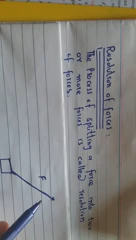 Resolution of forces:
The process of splitting a force into two
or more forces is called resolution
of forces.
F